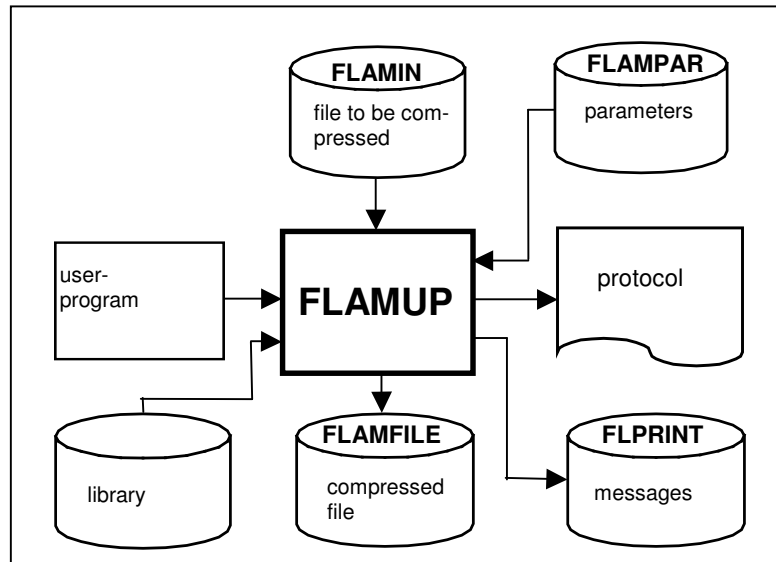 FLAMIN
file to be com-
pressed
FLAMPAR
parameters
user-
program
FLAMUP
protocol
library
FLAMFILE
compressed
file
FLPRINT
messages